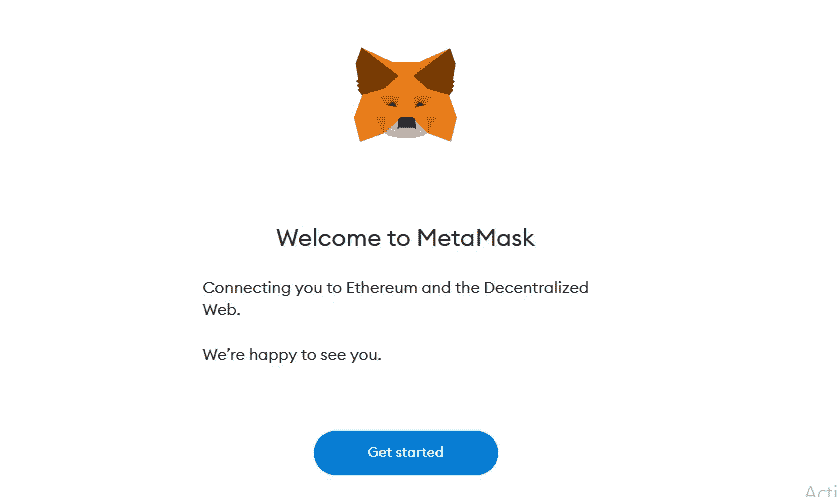 Welcome to MetaMask
Connecting you to Ethereum and the Decentralized
Web.
We're happy to see you.
Get started